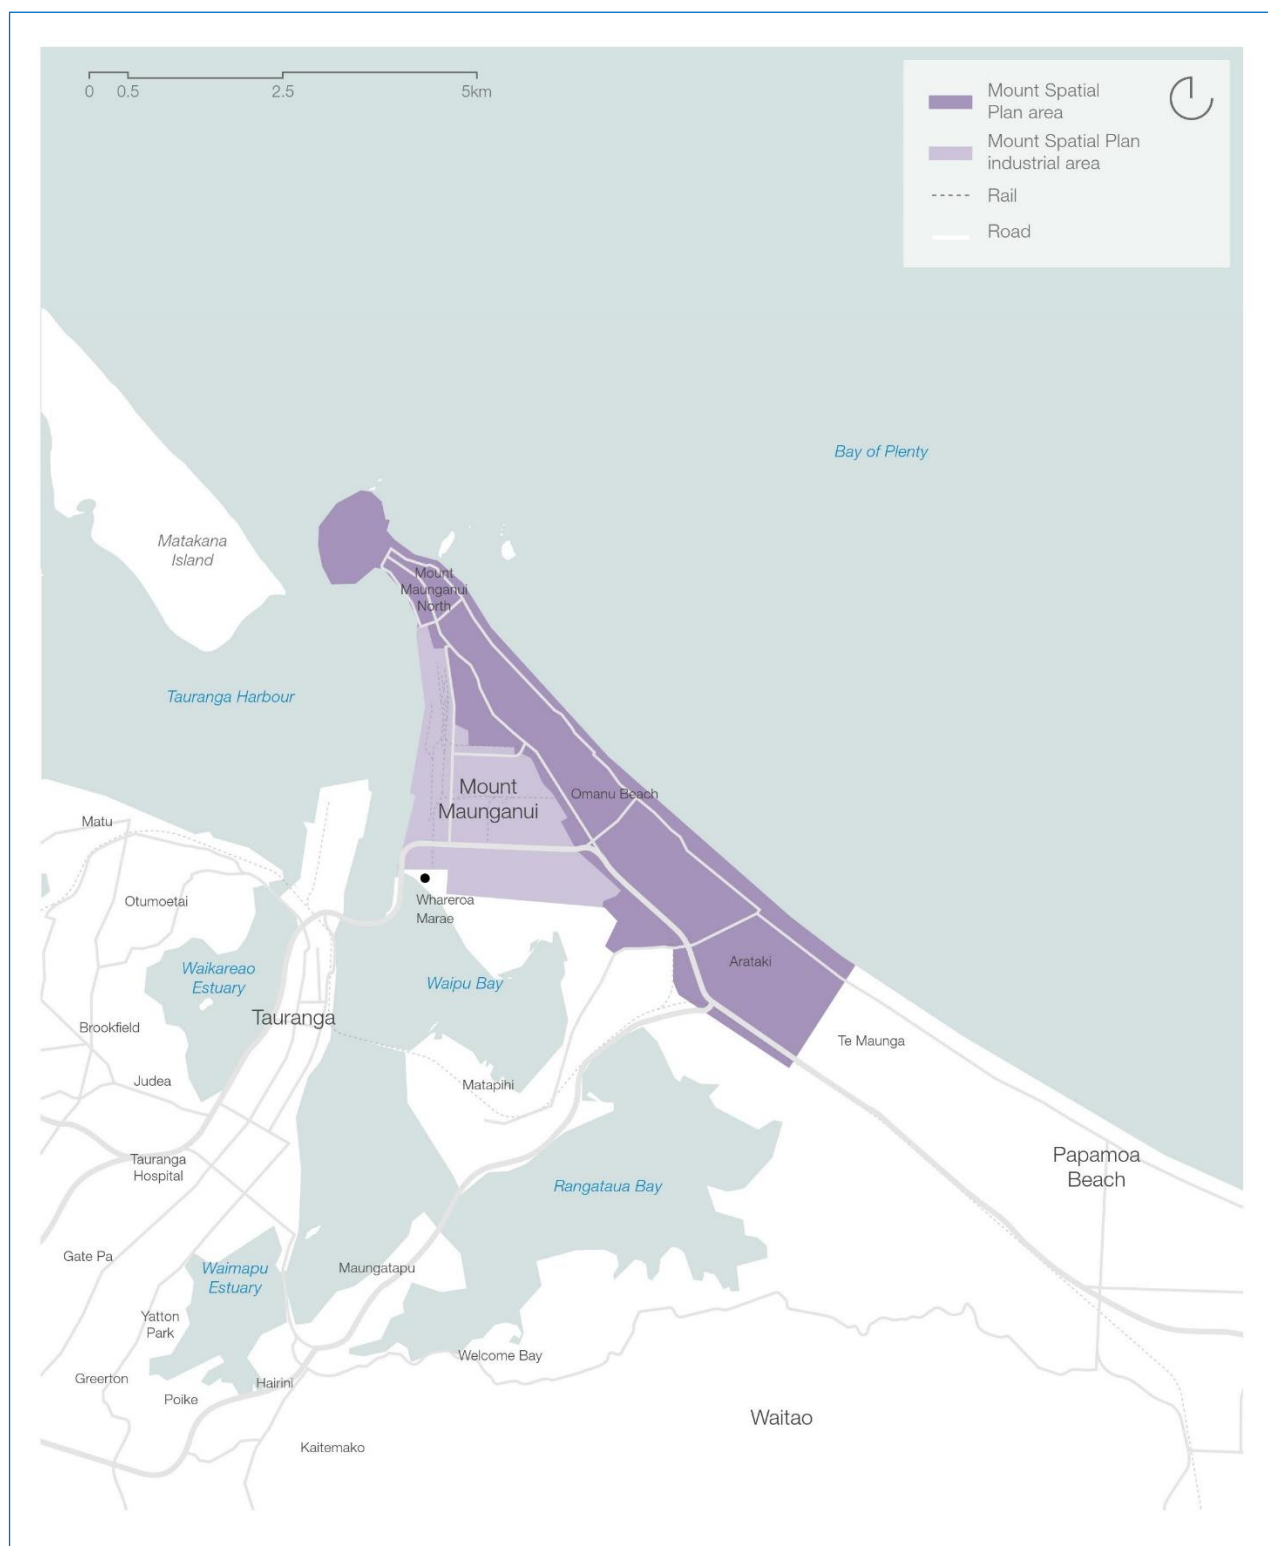 0 0.5 2.5 5km
Mount Spatial
Plan area
Mount Spatial Plan
industrial area
Rail
Road
Bay of Plenty
Matakana
Island
Mount
Maunganui
North
Tauranga Harbour
Mount
Maunganui
Omanu Beach
Matu
Otumoetai
Whareroa
Marae
Waikareao
Estuary
Waipu Bay
Arataki
Tauranga
Brookfield
Te Maunga
Judea
Matapihi
Tauranga
Hospital
Papamoa
Beach
Rangataua Bay
Gate Pa
Waimapu
Estuary
Maungatapu
Yatton
Park
Welcome Bay
Greerton
Hairini
Poike
Waitao
Kaitemako